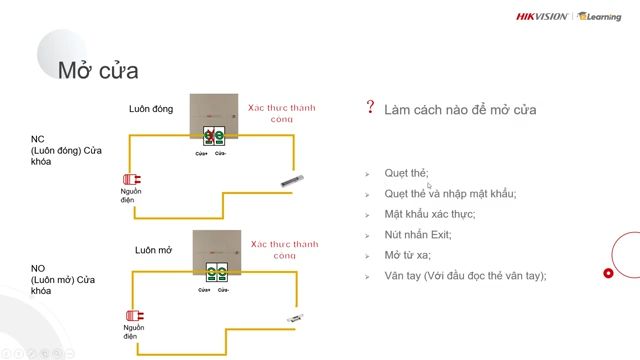 HIKVISION
eLearning
Mở cửa
Luôn đóng
Xác thực thành
công
NC
(Luôn đóng) Cửa
khóa
Cửa+ Cửa-
Nguồn
điện
Luôn mở
Xác thực thành
công
NO
(Luôn mở) Cửa
khóa
Cửa+ Cửa-
Nguồn
điện
? Làm cách nào để mở cửa
Quẹt thẻ;
Quẹt thẻ và nhập mật khẩu;
Mật khẩu xác thực;
Nút nhấn Exit;
Mở từ xa;
Vân tay (Với đầu đọc thẻ vân tay);